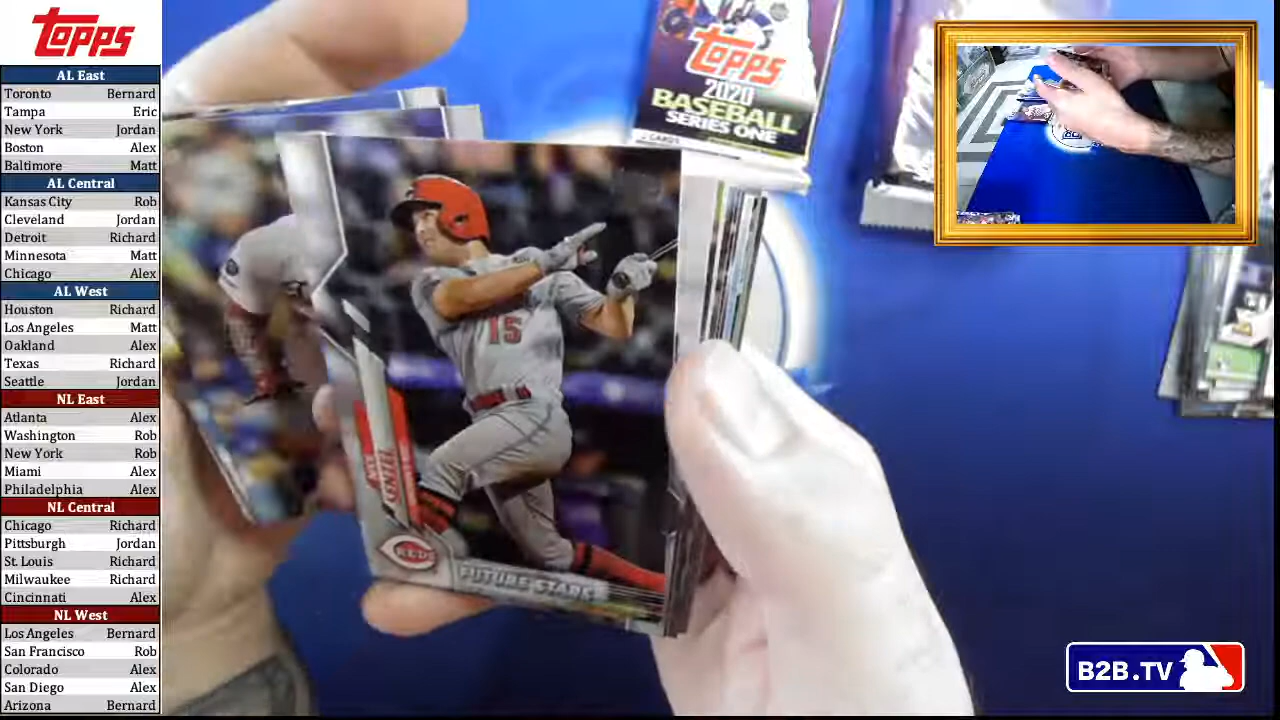 Topps
AL East
Toronto Bernard
Tampa Eric
New York Jordan
Boston Alex
Baltimore Matt
AL Central
Kansas City Rob
Cleveland Jordan
Detroit Richard
Minnesota Matt
Chicago Alex
AL West
Houston Richard
Los Angeles Matt
Oakland Alex
Texas Richard
Seattle Jordan
NL East
Atlanta Alex
Washington Rob
New York Rob
Miami Alex
Philadelphia Alex
NL Central
Chicago Richard
Pittsburgh Jordan
St. Louis Richard
Milwaukee Richard
Cincinnati Alex
NL West
Los Angeles Bernard
San Francisco Rob
Colorado Alex
San Diego Alex
Arizona Bernard
Topps
2020
BASEBALL
SERIES ONE
CARDS
15
NICK
SENZEL
REDS
FUTURE STARS
B2B.TV